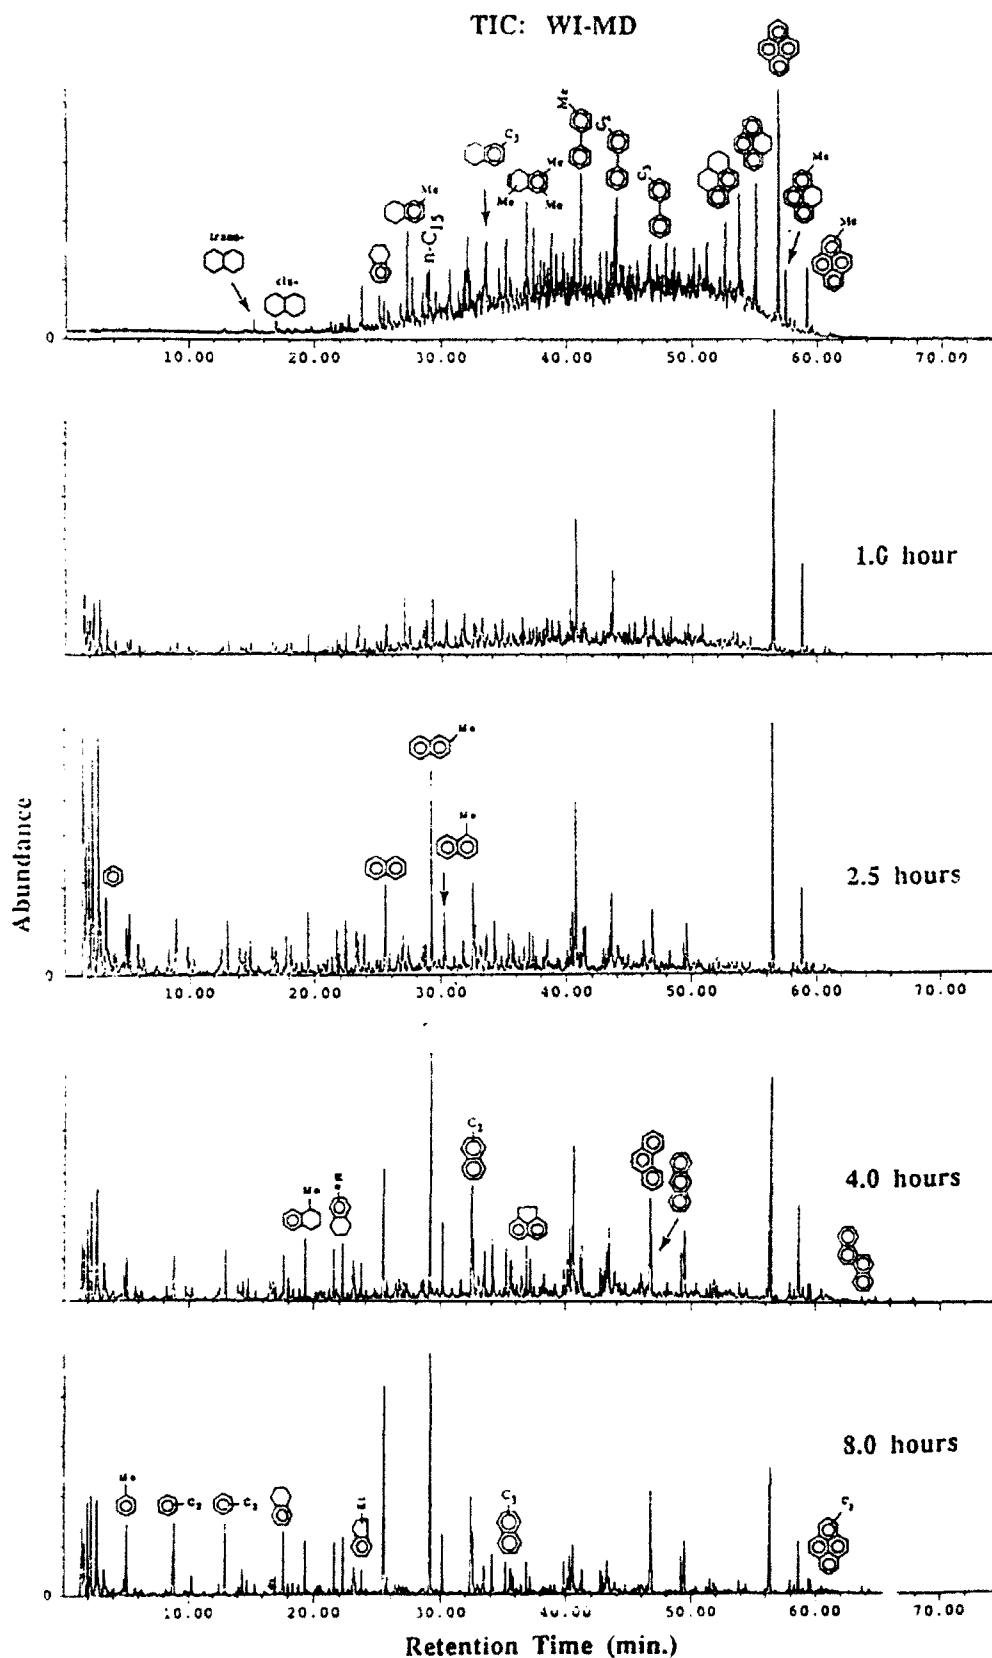 TIC: WI-MD
Me
C2
C3
C3
Me
Me
Me
Me
n-C15
Me
Me
trans-
cis-
0
10.00 20.00 30.00 40.00 50.00 60.00 70.00
1.0 hour
Me
Me
2.5 hours
Abundance
10.00 20.00 30.00 40.00 50.00 60.00 70.00
C2
Me
4.0 hours
8.0 hours
Me
C2
C3
C3
C2
0
10.00 20.00 30.00 40.00 50.00 60.00 70.00
Retention Time (min.)